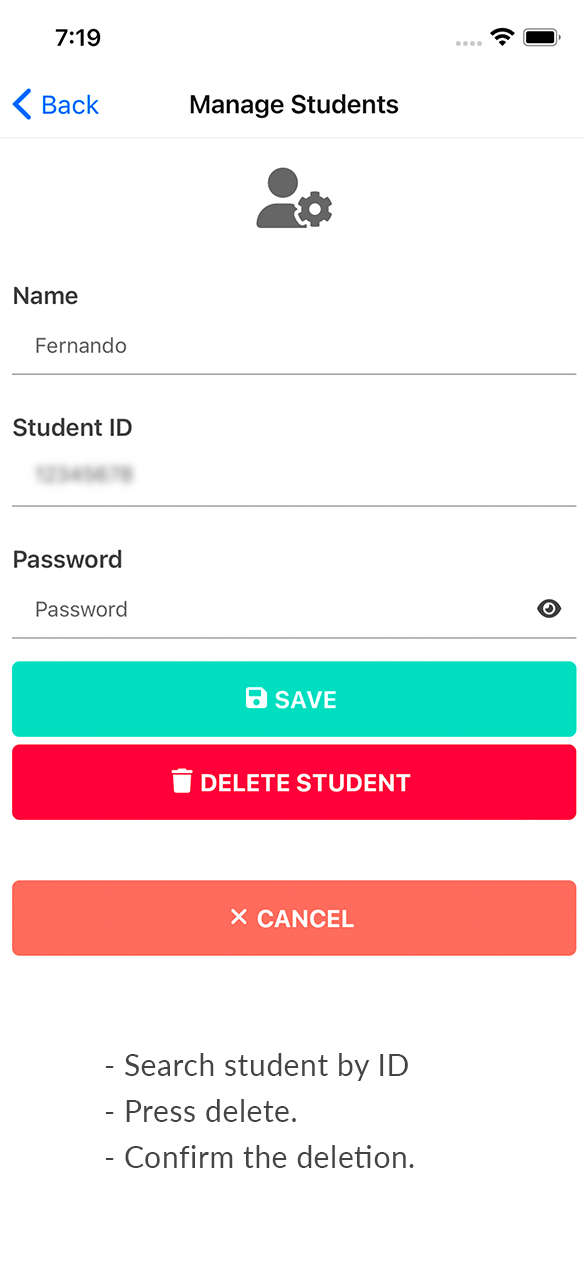 7:19
Back
Manage Students
Name
Fernando
Student ID
Password
Password
SAVE
DELETE STUDENT
CANCEL
- Search student by ID
- Press delete.
- Confirm the deletion.